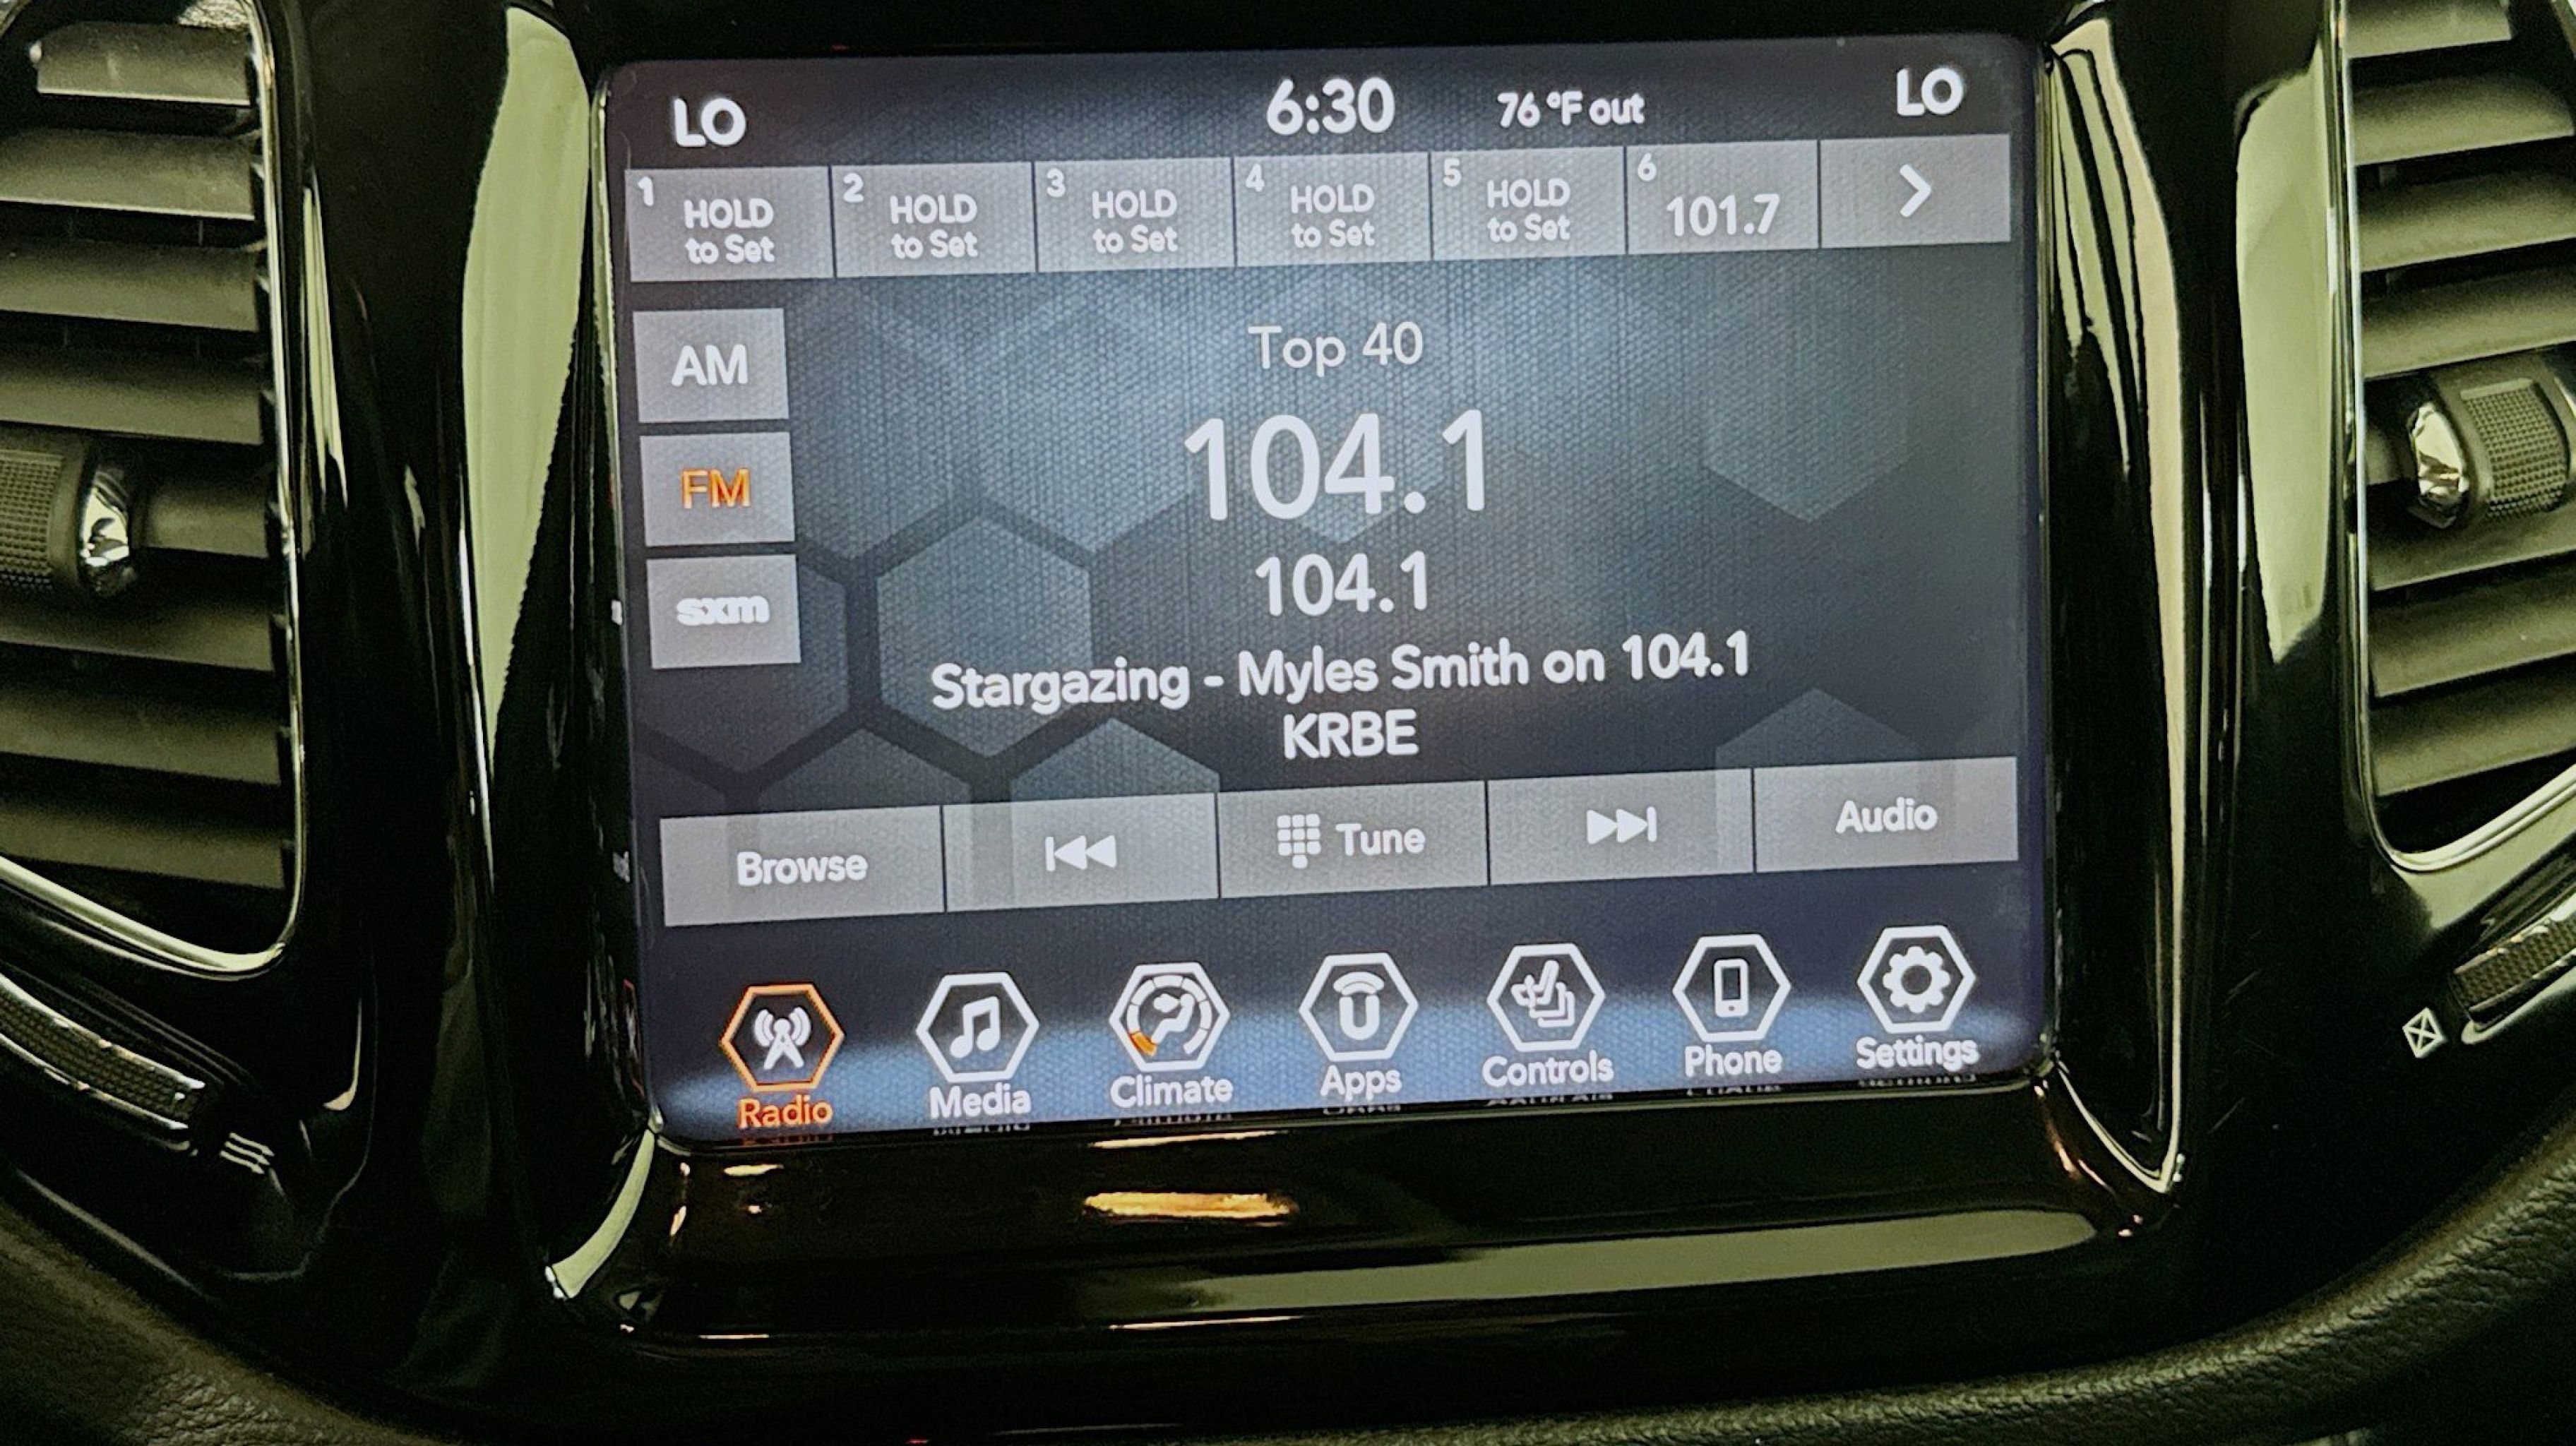 LO 6:30 76 °F out LO
1 HOLD to Set
2 HOLD to Set
3 HOLD to Set
4 HOLD to Set
5 HOLD to Set
6 101.7
AM
FM
sxm
Top 40
104.1
104.1
Stargazing - Myles Smith on 104.1
KRBE
Browse Tune Audio
Radio Media Climate Apps Controls Phone Settings